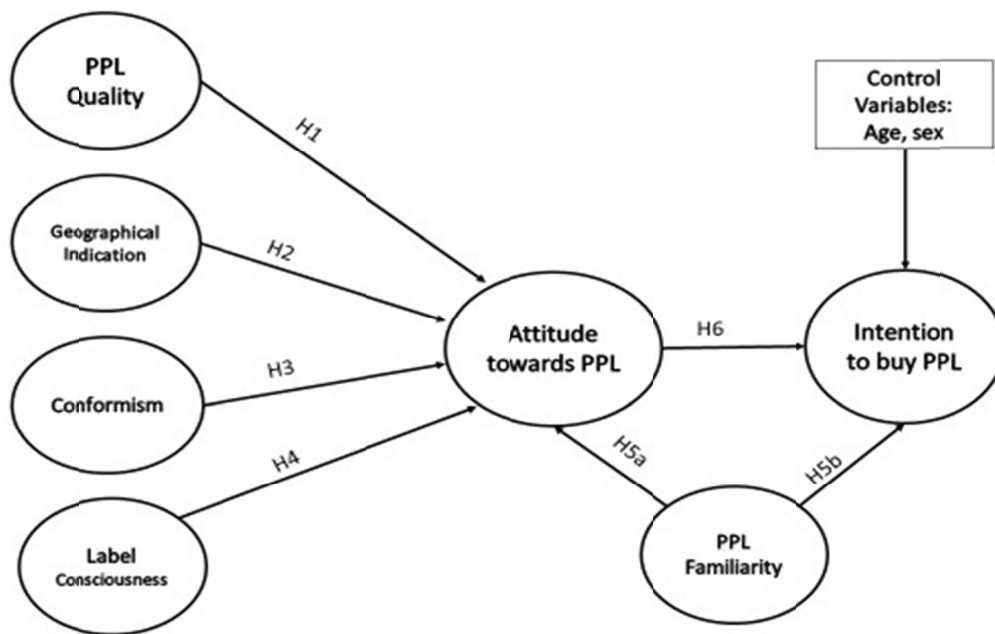 PPL
Quality
H1
Control
Variables:
Age, sex
Geographical
Indication
H2
Attitude
towards PPL
H6
Intention
to buy PPL
Conformism
H3
H4
H5a
H5b
Label
Consciousness
PPL
Familiarity